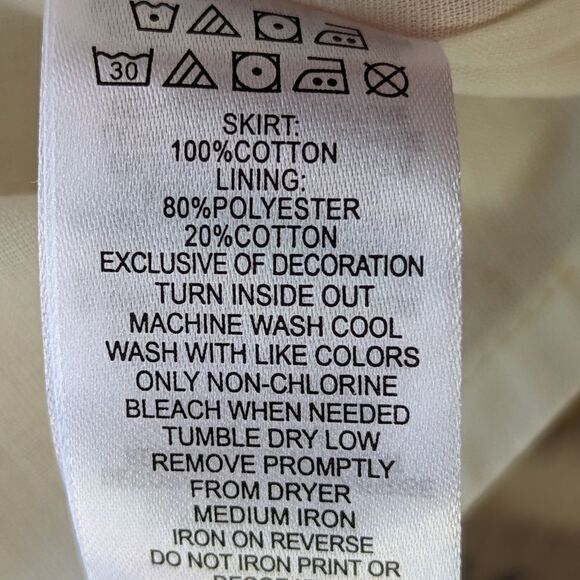 30
SKIRT:
100%COTTON
LINING:
80%POLYESTER
20%COTTON
EXCLUSIVE OF DECORATION
TURN INSIDE OUT
MACHINE WASH COOL
WASH WITH LIKE COLORS
ONLY NON-CHLORINE
BLEACH WHEN NEEDED
TUMBLE DRY LOW
REMOVE PROMPTLY
FROM DRYER
MEDIUM IRON
IRON ON REVERSE
DO NOT IRON PRINT OR